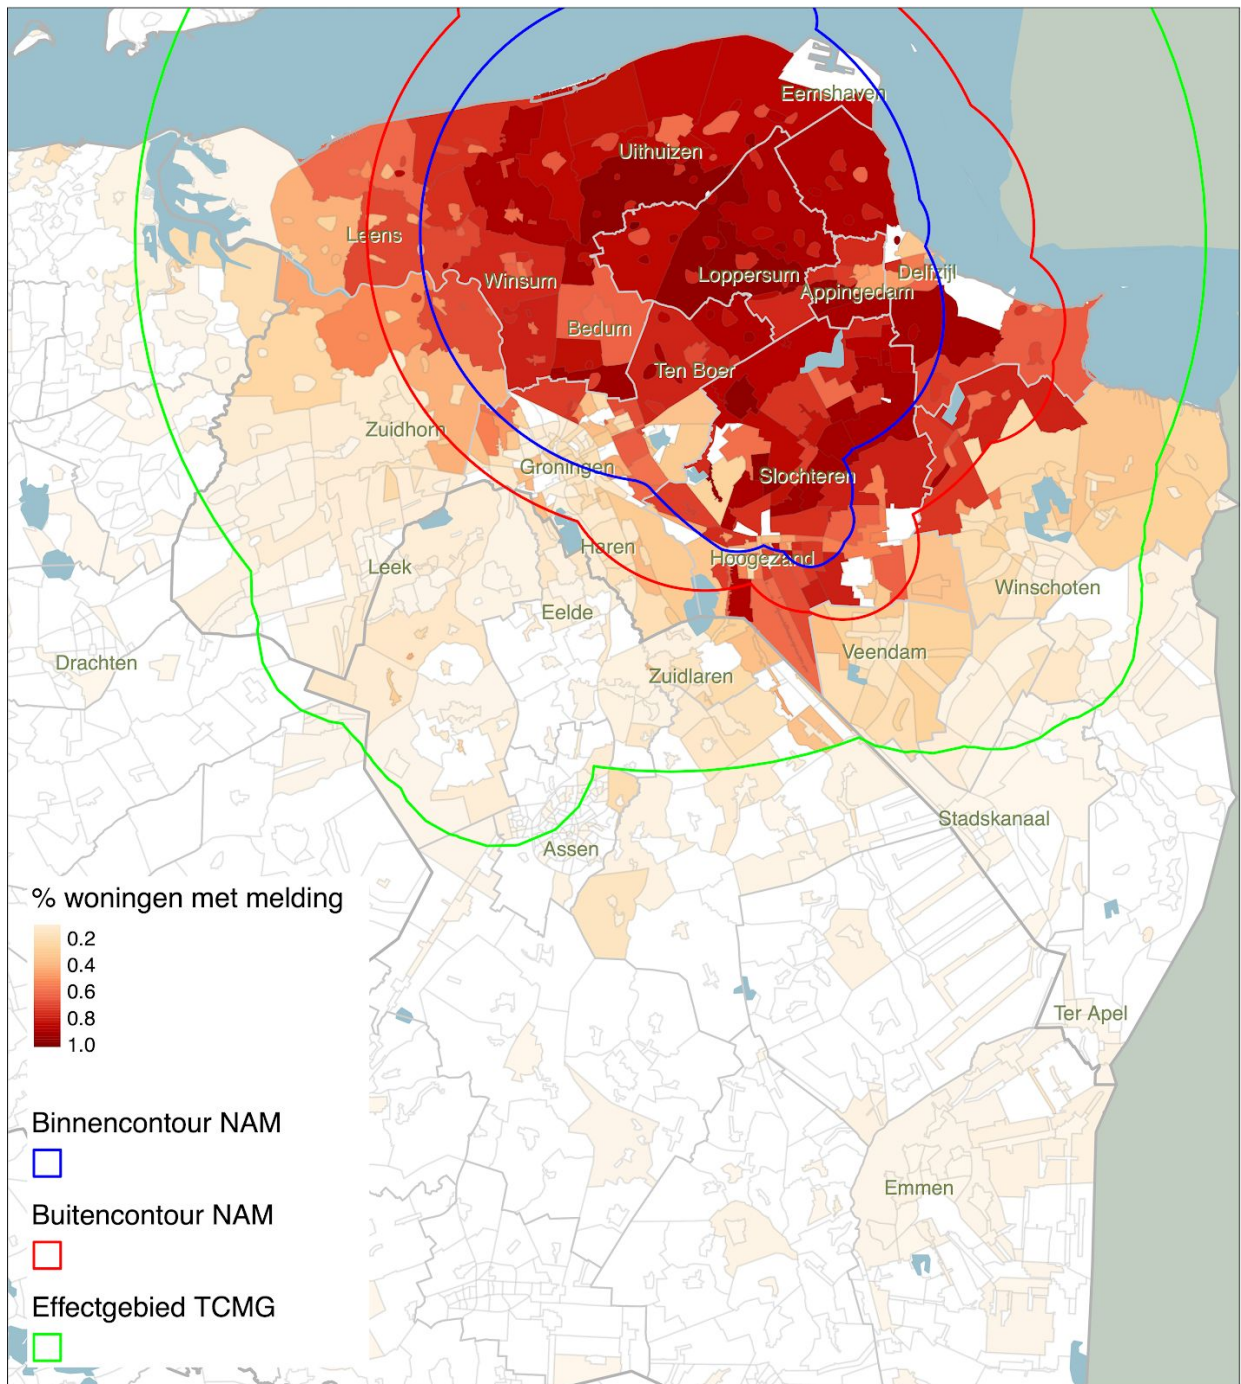 Eemshaven
Uithuizen
Leens
Winsum
Loppersum
Delfzijl
Appingedam
Bedum
Ten Boer
Zuidhorn
Groningen
Slochteren
Haren
Hoogezand
Leek
Winschoten
Eelde
Drachten
Veendam
Zuidlaren
Stadskanaal
Assen
Ter Apel
Emmen
% woningen met melding
0.2
0.4
0.6
0.8
1.0
Binnencontour NAM
Buitencontour NAM
Effectgebied TCMG